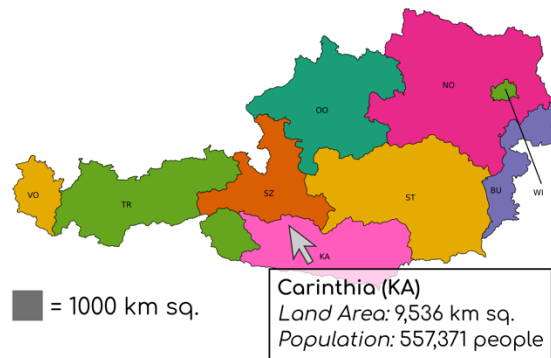 OO
NO
VO
TR
SZ
ST
BU
WI
KA
= 1000 km sq.
Carinthia (KA)
Land Area: 9,536 km sq.
Population: 557,371 people